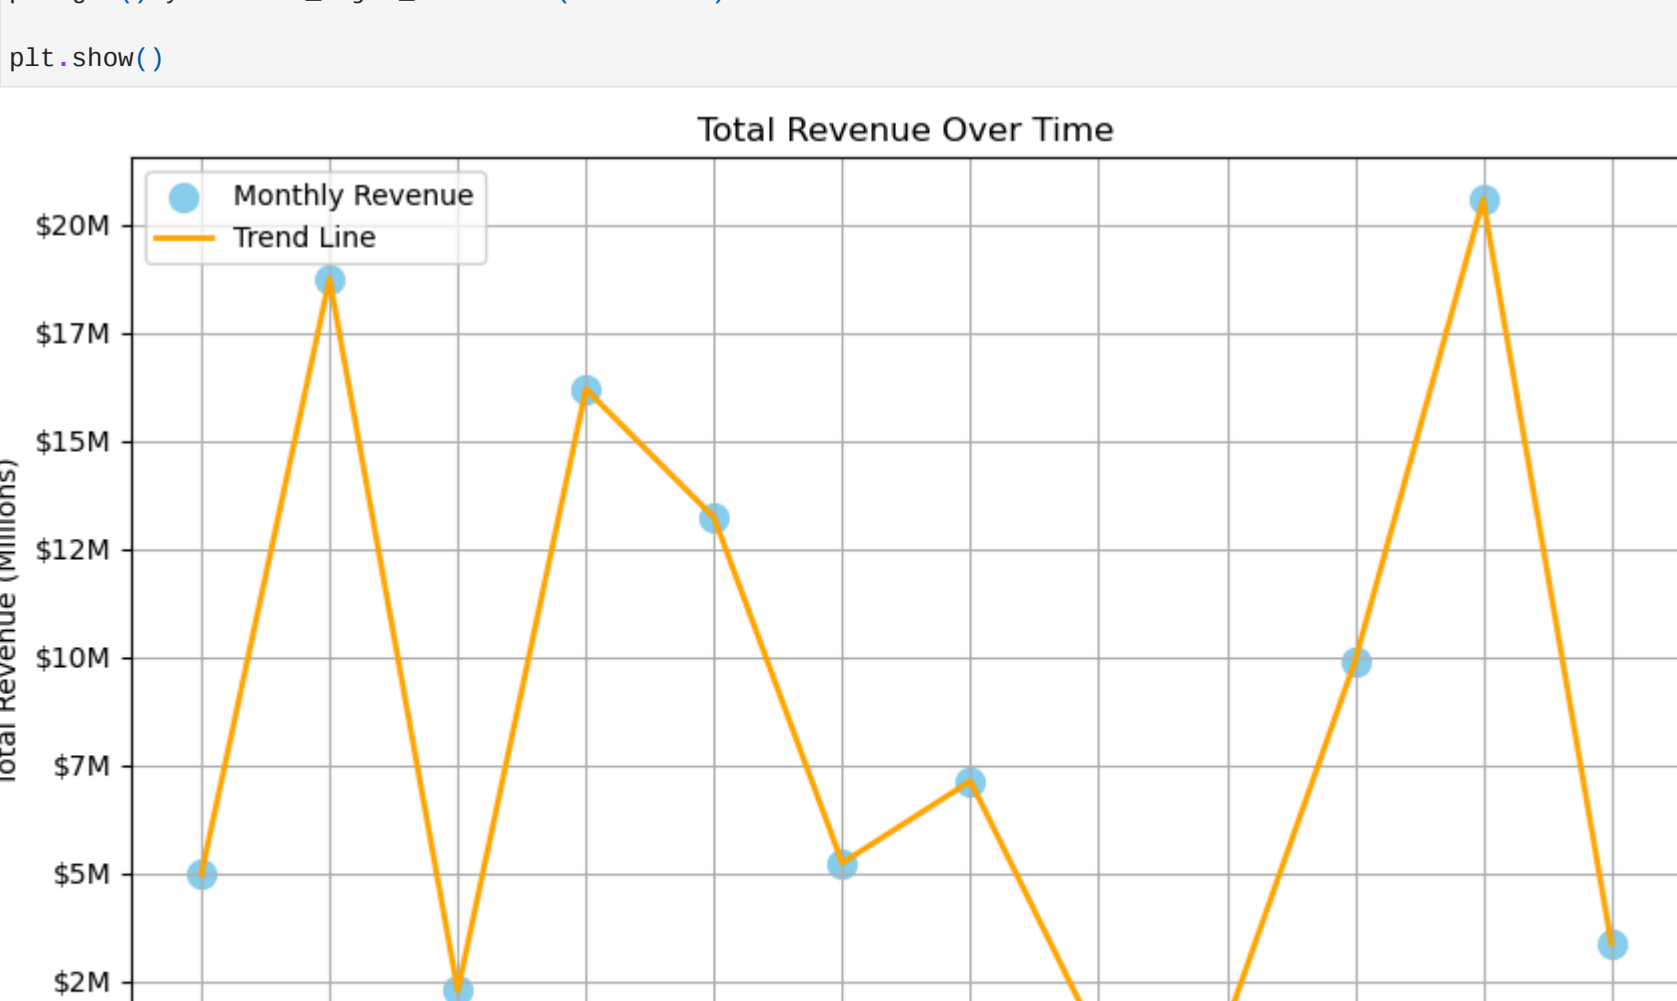 plt.show()
Total Revenue Over Time
Monthly Revenue
Trend Line
$20M
$17M
$15M
$12M
$10M
$7M
$5M
$2M
Total Revenue (Millions)